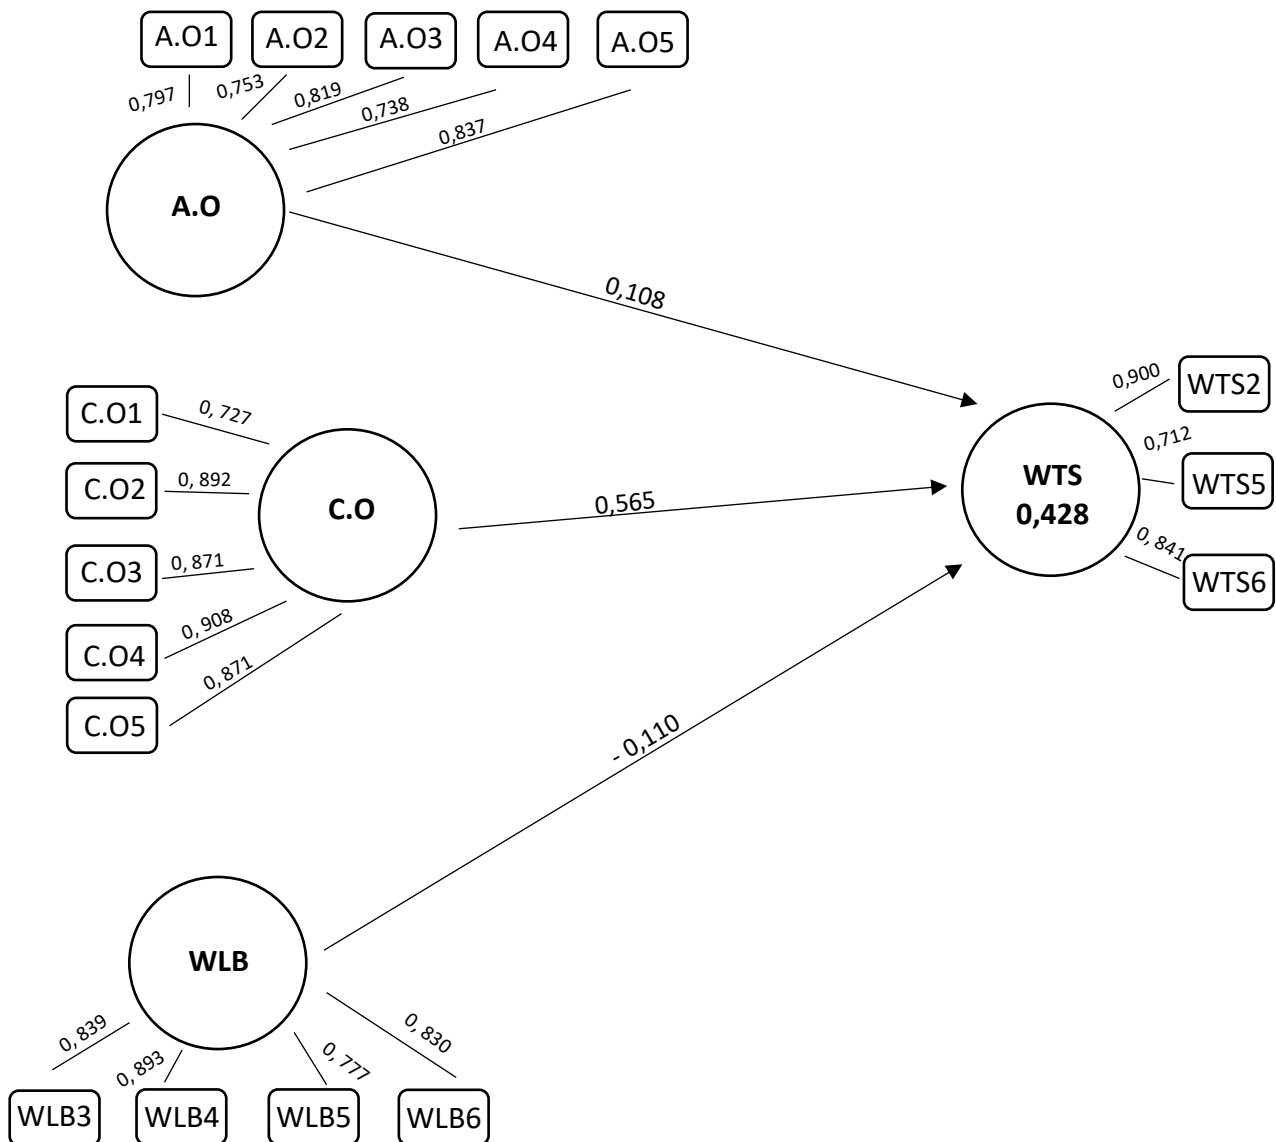 A.O1
A.O2
A.O3
A.O4
A.O5
0,797
0,753
0,819
0,738
0,837
A.O
0,108
C.O1
C.O2
C.O3
C.O4
C.O5
0, 727
0, 892
0, 871
0, 908
0, 871
C.O
0,565
WTS
0,428
0,900
0,712
0, 841
WTS2
WTS5
WTS6
- 0,110
WLB
0, 839
0, 893
0, 777
0, 830
WLB3
WLB4
WLB5
WLB6